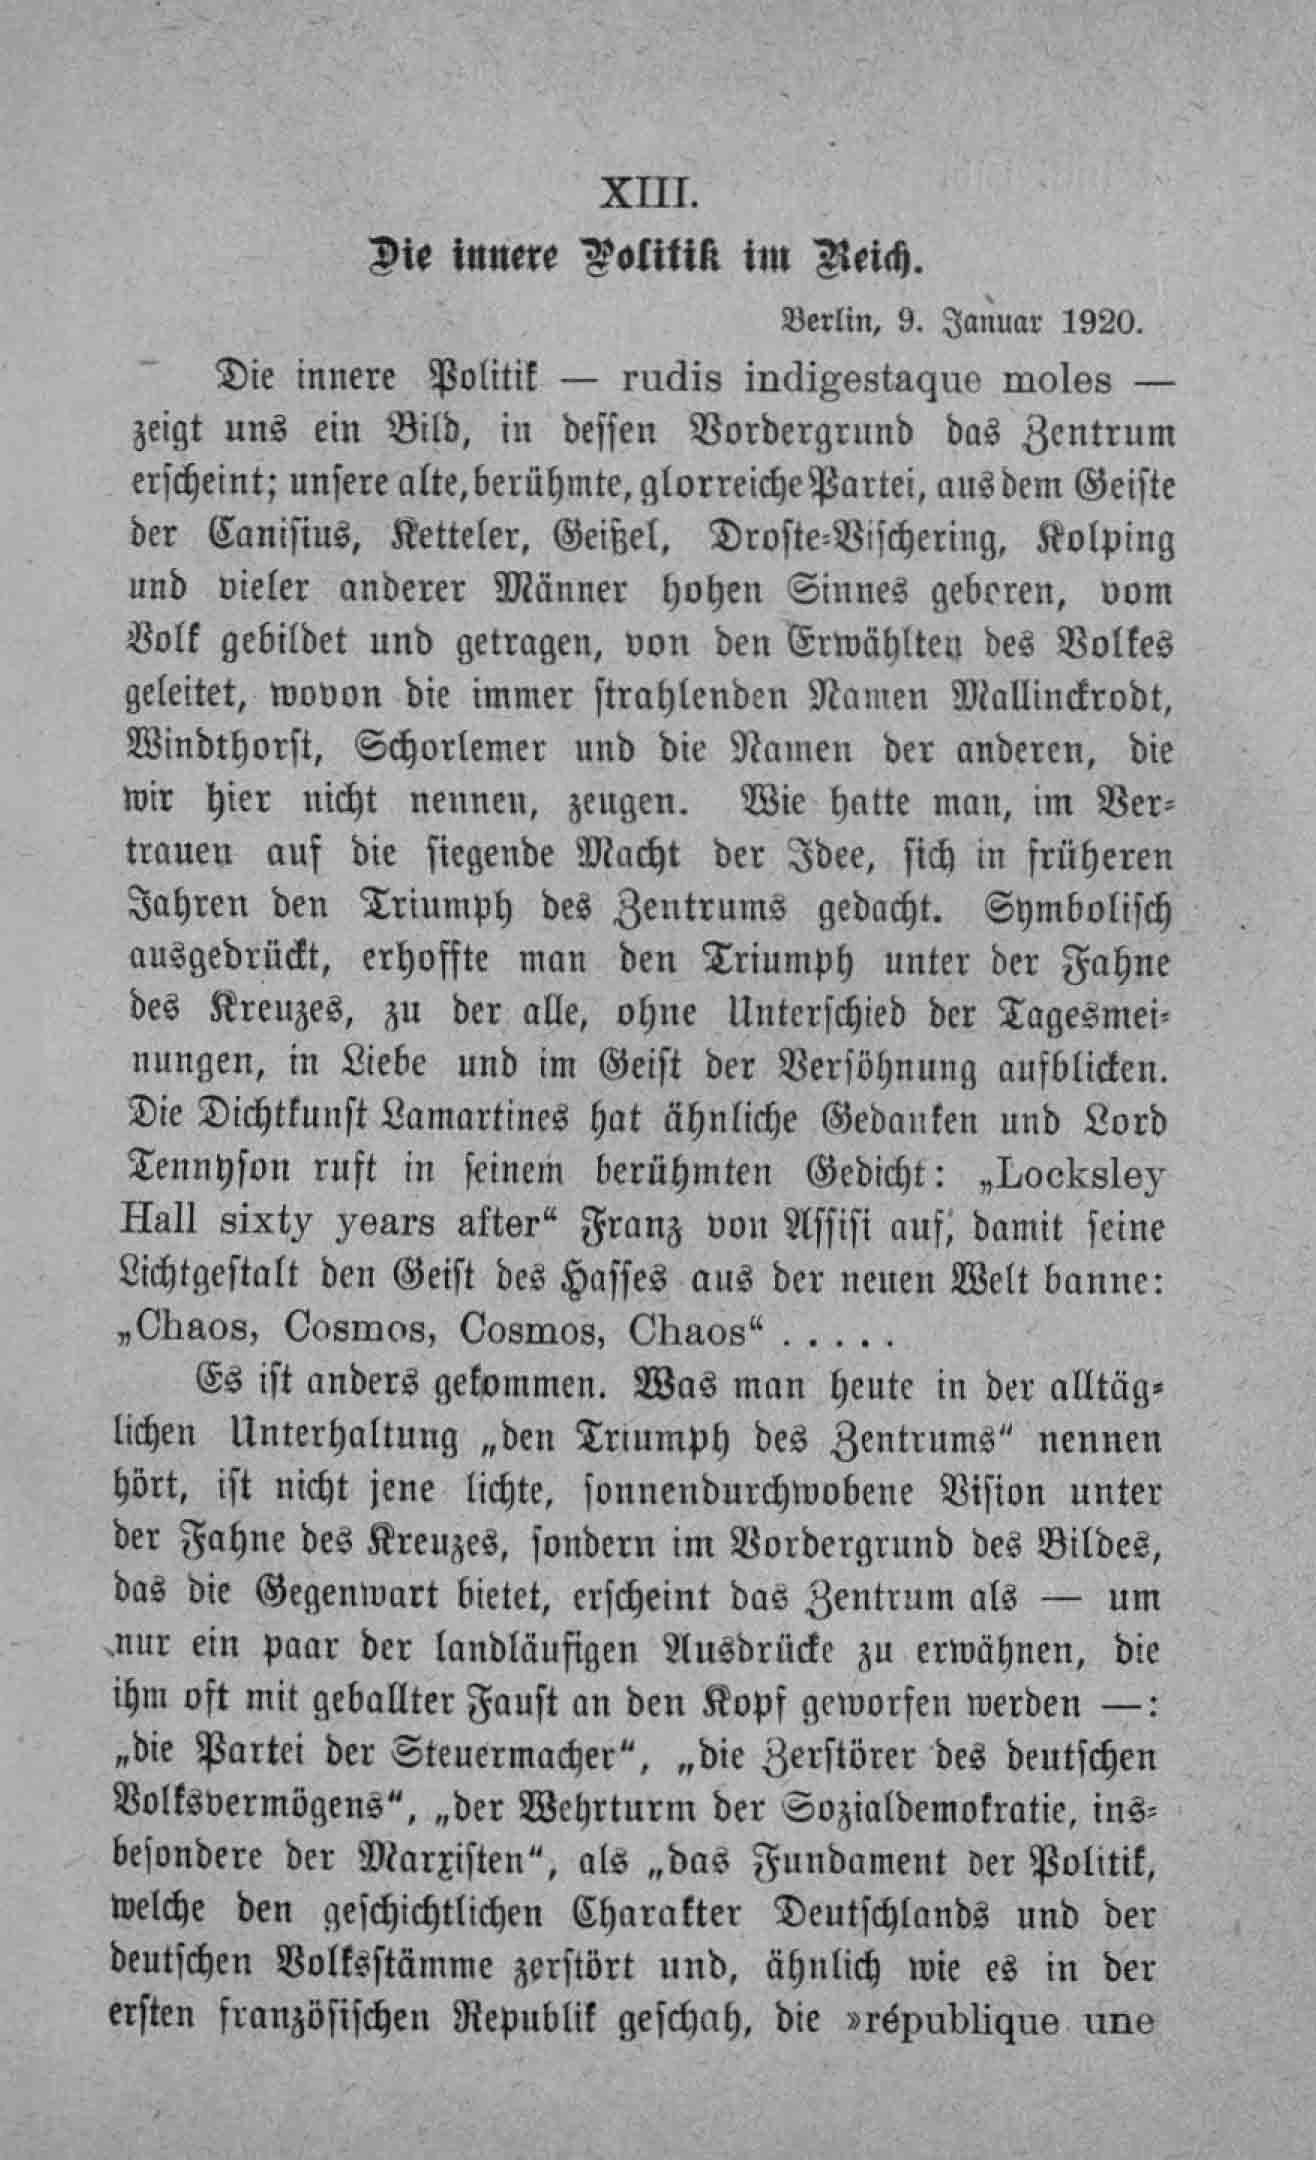 XIII.
Die innere Politik im Reich.
Berlin, 9. Januar 1920.
Die innere Politik — rudis indigestaque moles —
zeigt uns ein Bild, in dessen Vordergrund das Zentrum
erscheint; unsere alte, berühmte, glorreiche Partei, aus dem Geiste
der Canisius, Ketteler, Geißel, Droste-Vischering, Kolping
und vieler anderer Männer hohen Sinnes geboren, vom
Volk gebildet und getragen, von den Erwählten des Volkes
geleitet, wovon die immer strahlenden Namen Mallinckrodt,
Windthorst, Schorlemer und die Namen der anderen, die
wir hier nicht nennen, zeugen. Wie hatte man, im Ver-
trauen auf die siegende Macht der Idee, sich in früheren
Jahren den Triumph des Zentrums gedacht. Symbolisch
ausgedrückt, erhoffte man den Triumph unter der Fahne
des Kreuzes, zu der alle, ohne Unterschied der Tagesmei-
nungen, in Liebe und im Geist der Versöhnung aufblicken.
Die Dichtkunst Lamartines hat ähnliche Gedanken und Lord
Tennyson ruft in seinem berühmten Gedicht: „Locksley
Hall sixty years after“ Franz von Assisi auf, damit seine
Lichtgestalt den Geist des Hasses aus der neuen Welt banne:
„Chaos, Cosmos, Cosmos, Chaos“ . . . . .
Es ist anders gekommen. Was man heute in der alltäg-
lichen Unterhaltung „den Triumph des Zentrums“ nennen
hört, ist nicht jene lichte, sonnendurchwobene Vision unter
der Fahne des Kreuzes, sondern im Vordergrund des Bildes,
das die Gegenwart bietet, erscheint das Zentrum als — um
nur ein paar der landläufigen Ausdrücke zu erwähnen, die
ihm oft mit geballter Faust an den Kopf geworfen werden —:
„die Partei der Steuermacher“, „die Zerstörer des deutschen
Volksvermögens“, „der Wehrturm der Sozialdemokratie, ins-
besondere der Marxisten“, als „das Fundament der Politik,
welche den geschichtlichen Charakter Deutschlands und der
deutschen Volksstämme zerstört und, ähnlich wie es in der
ersten französischen Republik geschah, die »république une